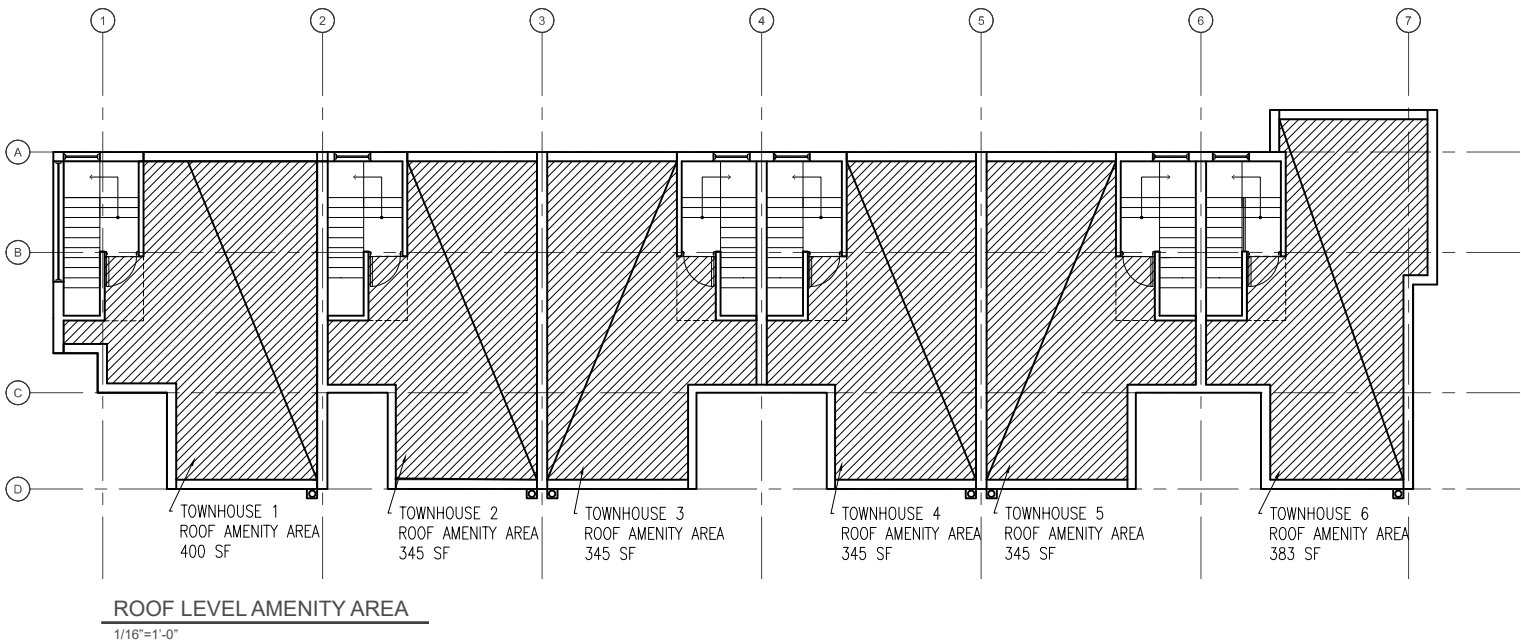 1 2 3 4 5 6 7
A
B
C
D
TOWNHOUSE 1
ROOF AMENITY AREA
400 SF
TOWNHOUSE 2
ROOF AMENITY AREA
345 SF
TOWNHOUSE 3
ROOF AMENITY AREA
345 SF
TOWNHOUSE 4
ROOF AMENITY AREA
345 SF
TOWNHOUSE 5
ROOF AMENITY AREA
345 SF
TOWNHOUSE 6
ROOF AMENITY AREA
383 SF
ROOF LEVEL AMENITY AREA
1/16"=1'-0"